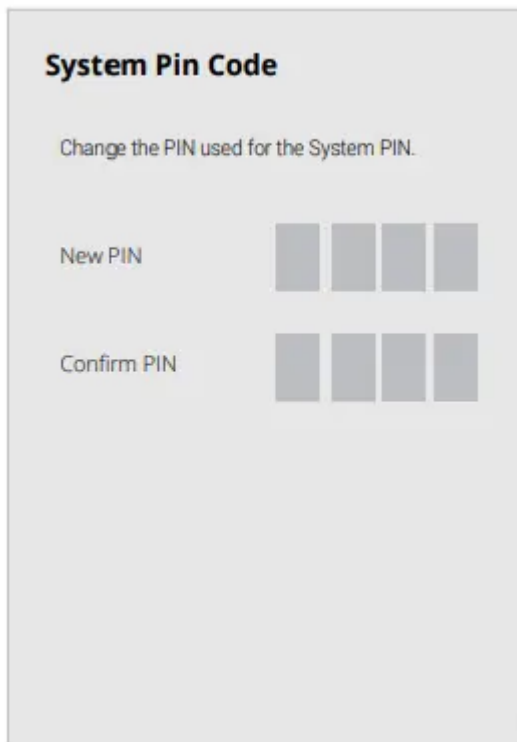 System Pin Code
Change the PIN used for the System PIN.
New PIN
Confirm PIN